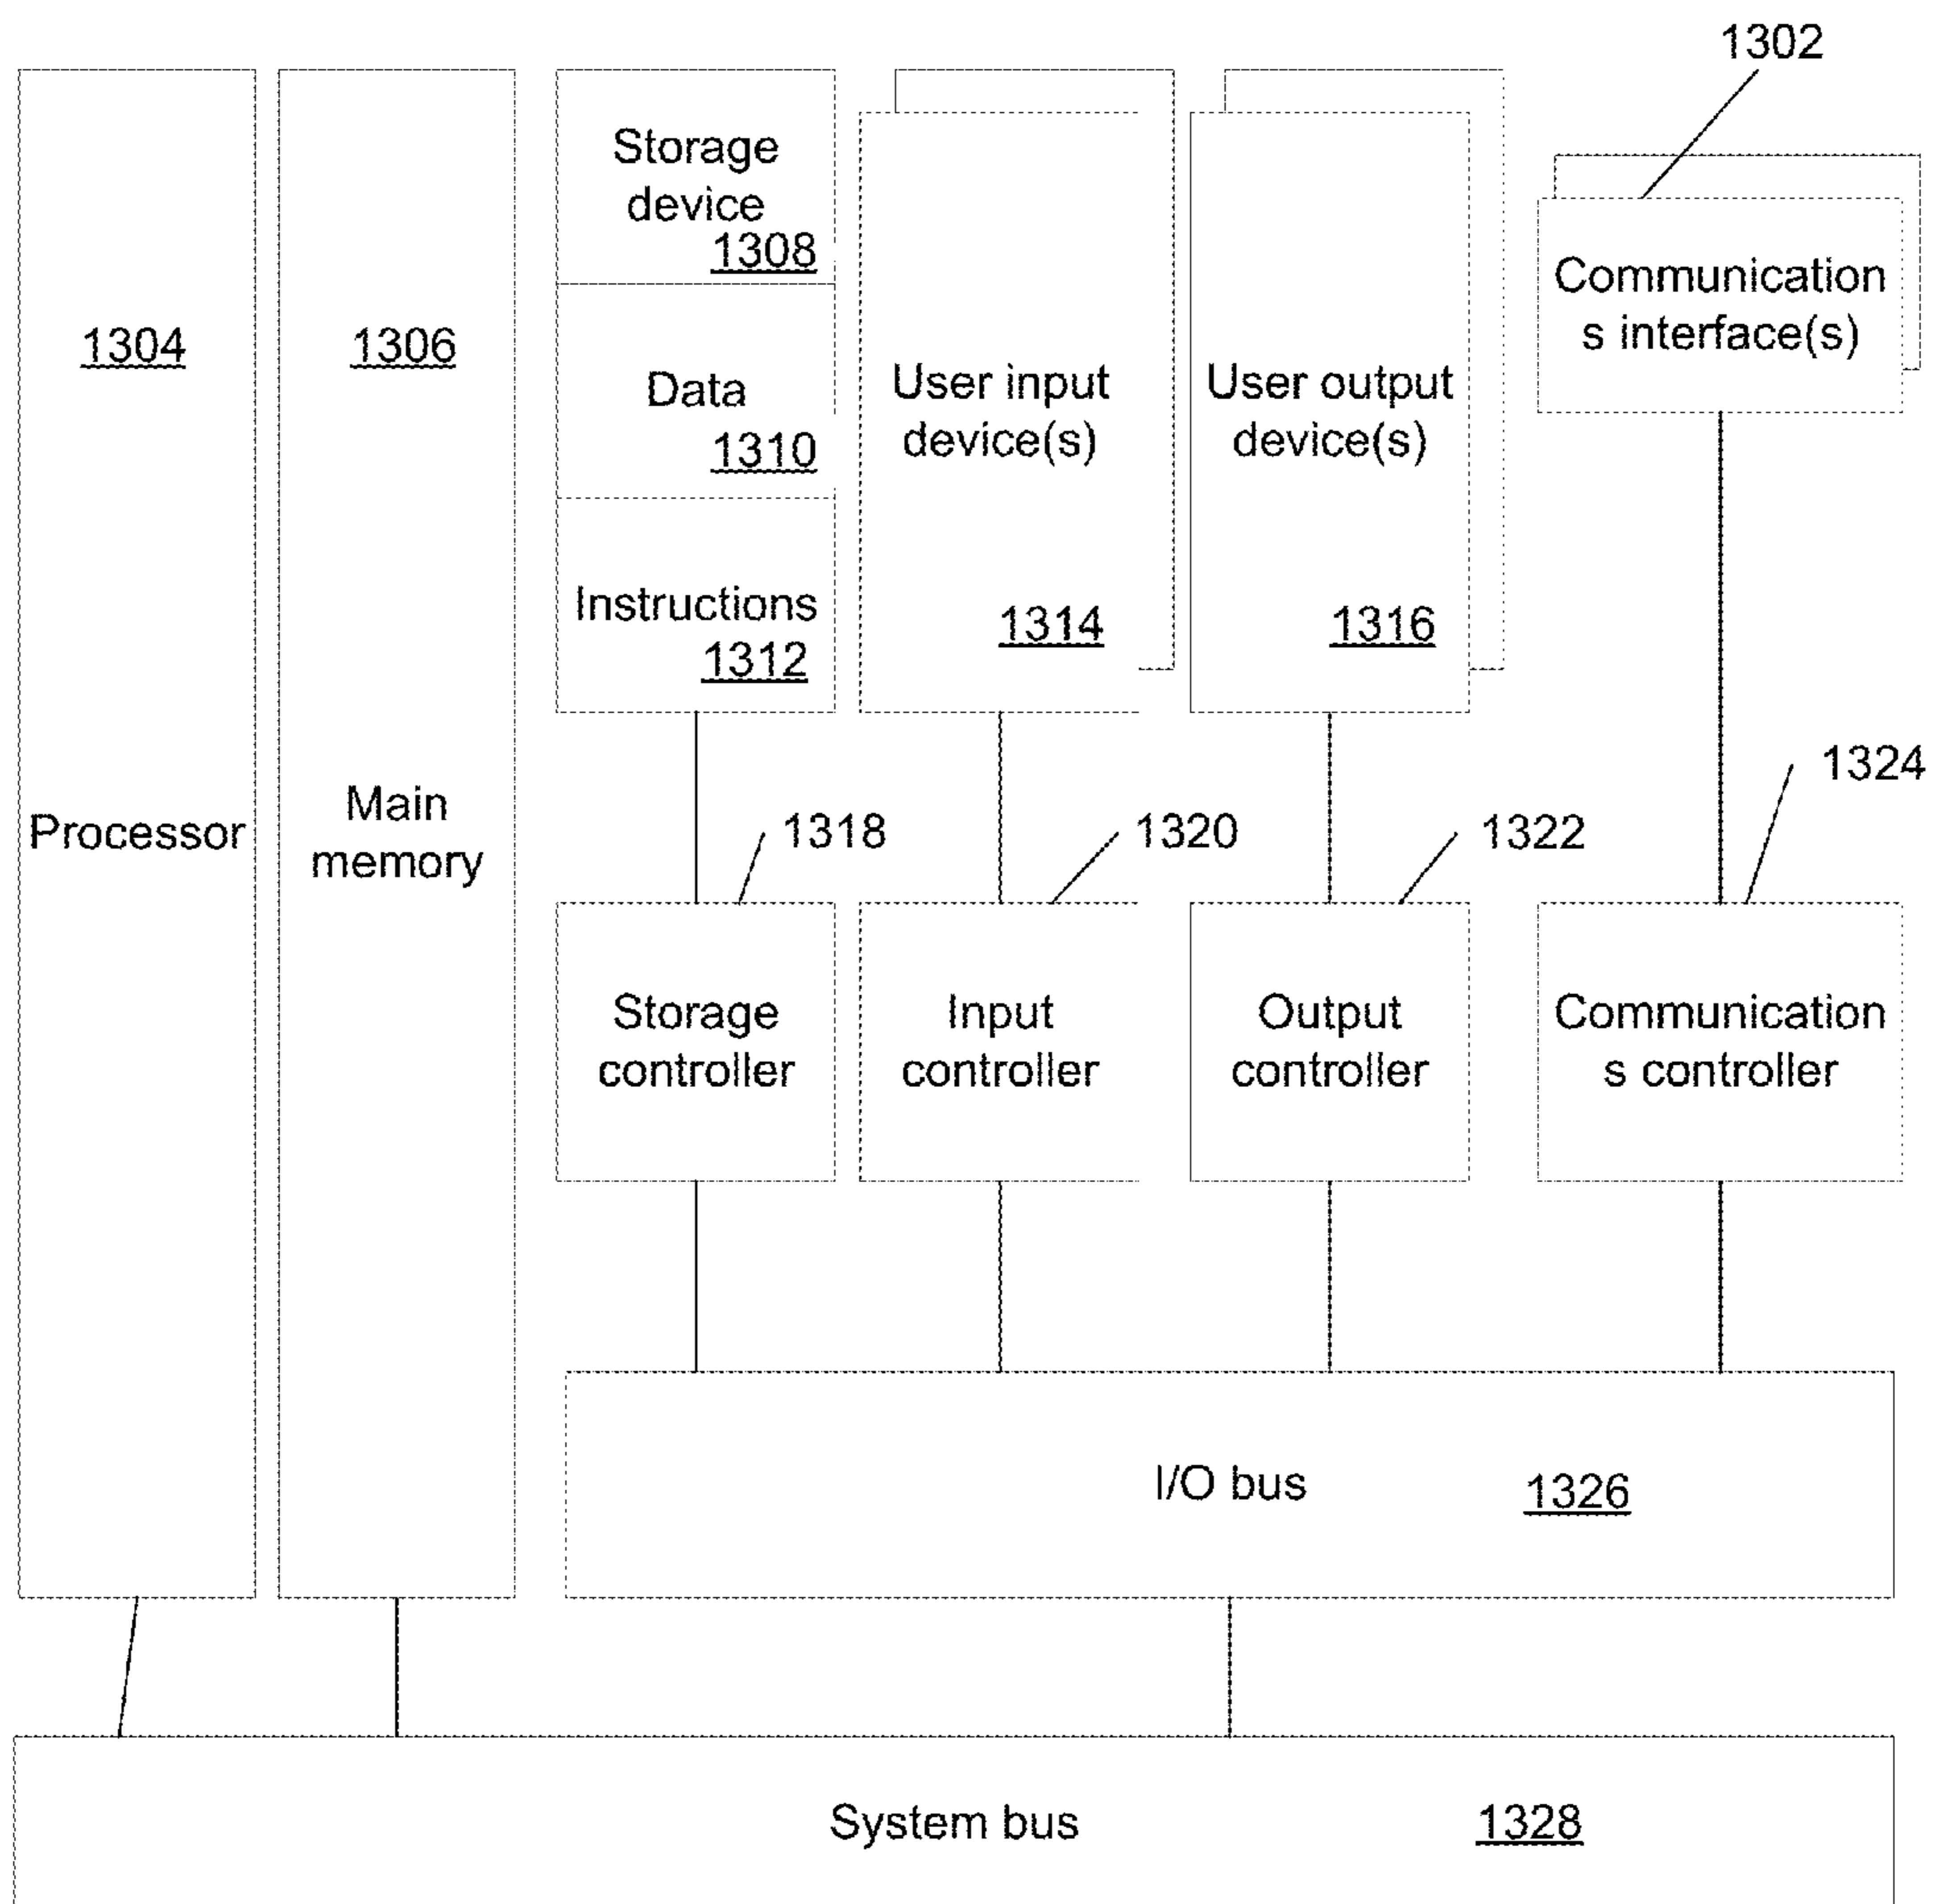 1302
Storage
device
1308
Communication
s interface(s)
1304
1306
Data
1310
User input
device(s)
User output
device(s)
Instructions
1312
1314
1316
1324
Processor
Main
memory
1318
1320
1322
Storage
controller
Input
controller
Output
controller
Communication
s controller
I/O bus
1326
System bus
1328